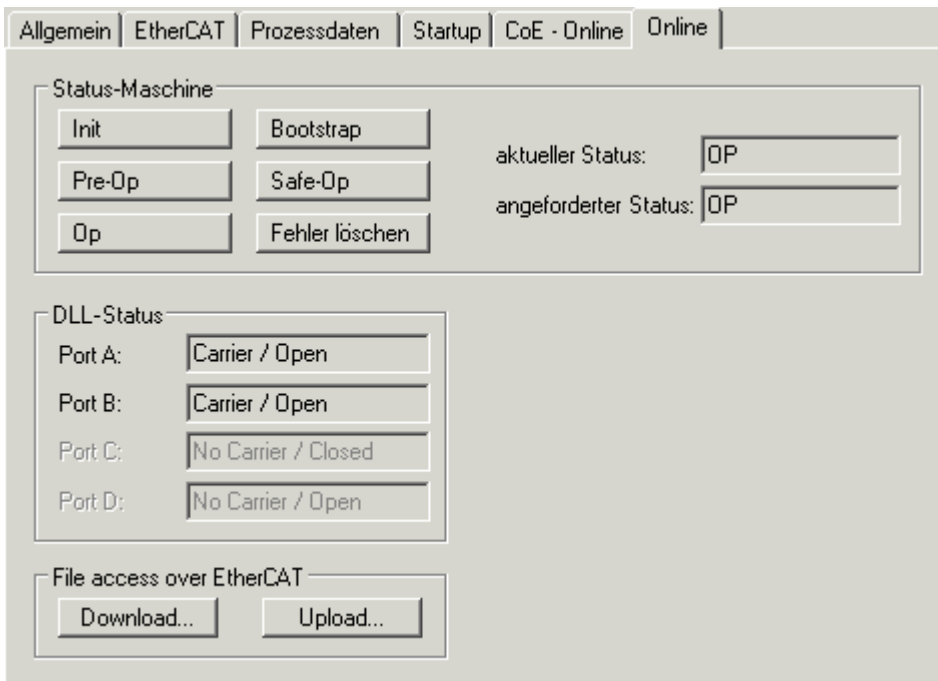 Allgemein EtherCAT Prozessdaten Startup CoE - Online Online
Status-Maschine
Init Bootstrap
aktueller Status: OP
Pre-Op Safe-Op
angeforderter Status: OP
Op Fehler löschen
DLL-Status
Port A: Carrier / Open
Port B: Carrier / Open
Port C: No Carrier / Closed
Port D: No Carrier / Open
File access over EtherCAT
Download... Upload...